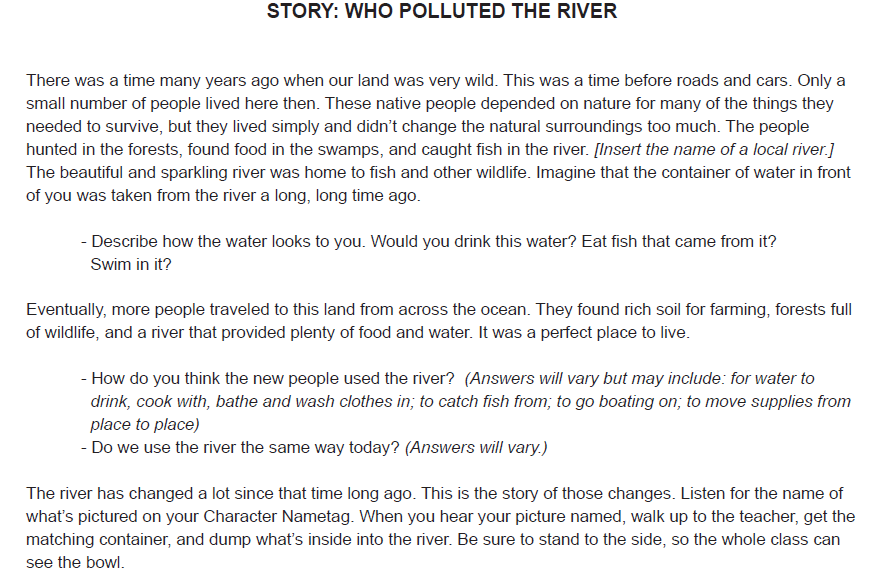 STORY: WHO POLLUTED THE RIVER
There was a time many years ago when our land was very wild. This was a time before roads and cars. Only a
small number of people lived here then. These native people depended on nature for many of the things they
needed to survive, but they lived simply and didn’t change the natural surroundings too much. The people
hunted in the forests, found food in the swamps, and caught fish in the river. [Insert the name of a local river.]
The beautiful and sparkling river was home to fish and other wildlife. Imagine that the container of water in front
of you was taken from the river a long, long time ago.
- Describe how the water looks to you. Would you drink this water? Eat fish that came from it?
Swim in it?
Eventually, more people traveled to this land from across the ocean. They found rich soil for farming, forests full
of wildlife, and a river that provided plenty of food and water. It was a perfect place to live.
- How do you think the new people used the river? (Answers will vary but may include: for water to
drink, cook with, bathe and wash clothes in; to catch fish from; to go boating on; to move supplies from
place to place)
- Do we use the river the same way today? (Answers will vary.)
The river has changed a lot since that time long ago. This is the story of those changes. Listen for the name of
what’s pictured on your Character Nametag. When you hear your picture named, walk up to the teacher, get the
matching container, and dump what’s inside into the river. Be sure to stand to the side, so the whole class can
see the bowl.